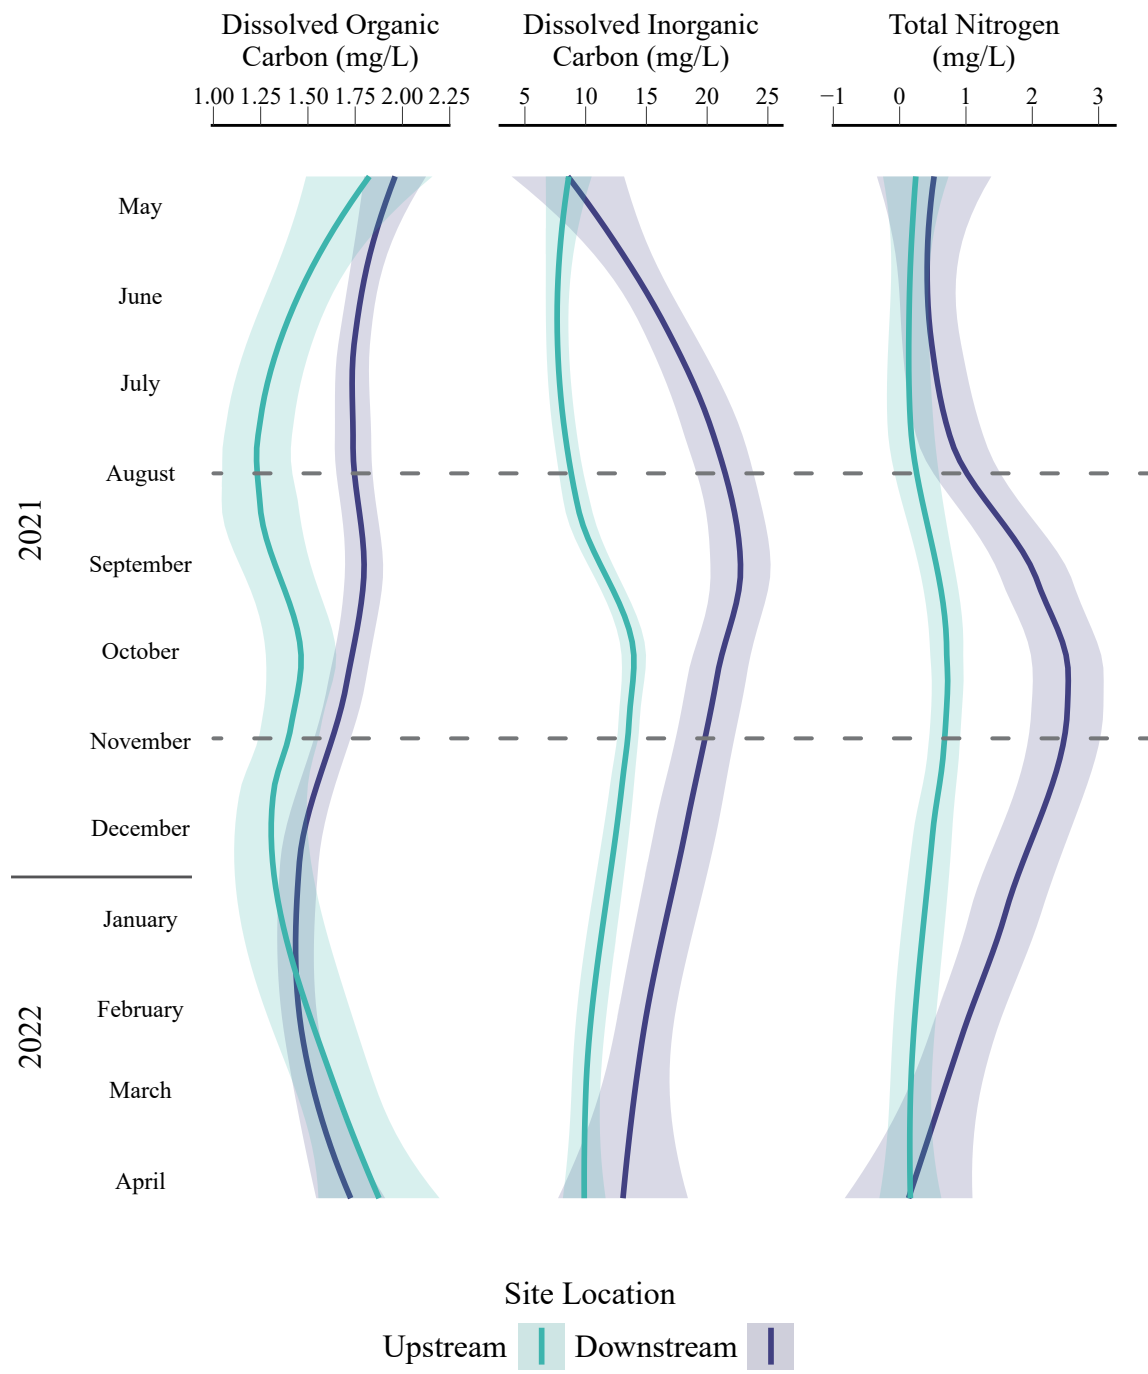 Dissolved Organic
Carbon (mg/L)
Dissolved Inorganic
Carbon (mg/L)
Total Nitrogen
(mg/L)
1.00 1.25 1.50 1.75 2.00 2.25
5 10 15 20 25
−1 0 1 2 3
May
June
July
August
September
October
November
December
January
February
March
April
2021
2022
Site Location
Upstream Downstream